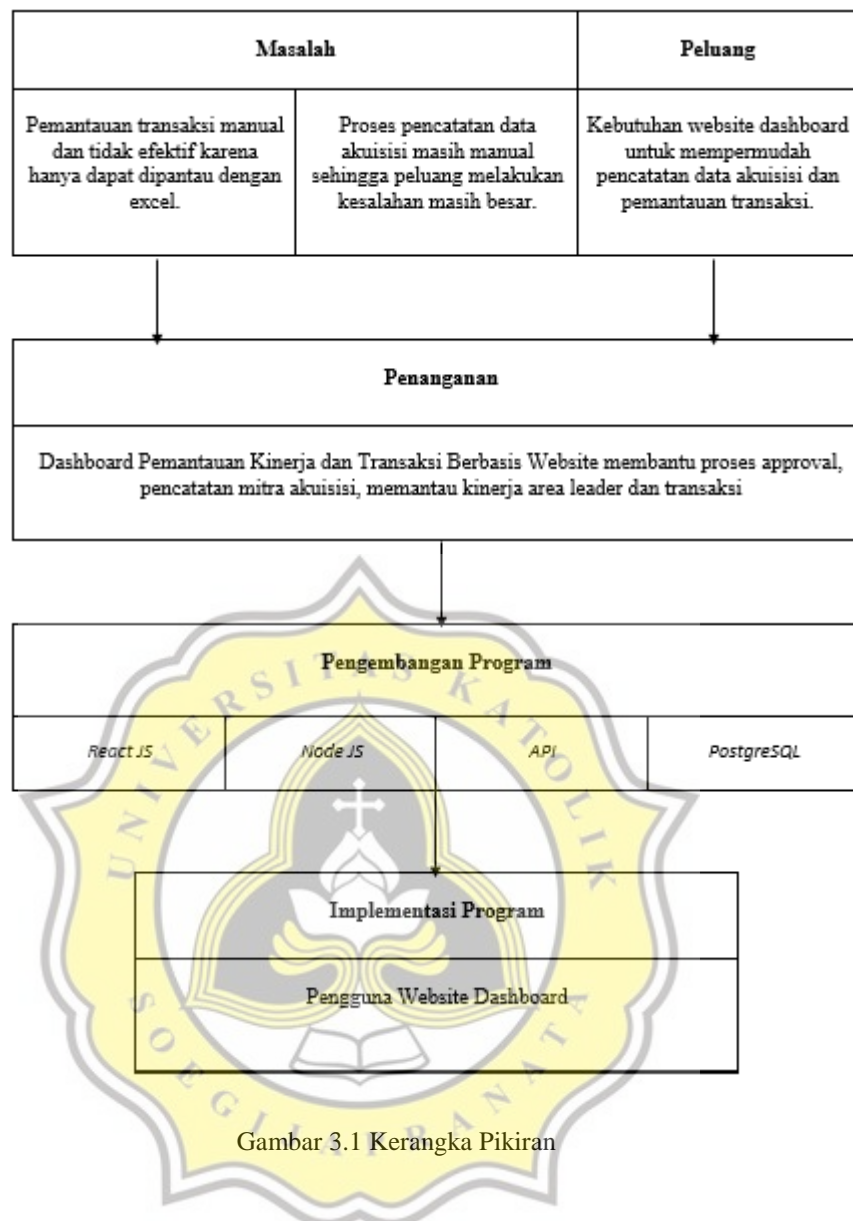 Masalah
Peluang
Pemantauan transaksi manual
dan tidak efektif karena
hanya dapat dipantau dengan
excel.
Proses pencatatan data
akuisisi masih manual
sehingga peluang melakukan
kesalahan masih besar.
Kebutuhan website dashboard
untuk mempermudah
pencatatan data akuisisi dan
pemantauan transaksi.
Penanganan
Dashboard Pemantauan Kinerja dan Transaksi Berbasis Website membantu proses approval,
pencatatan mitra akuisisi, memantau kinerja area leader dan transaksi
Pengembangan Program
React JS
Node JS
API
PostgreSQL
Implementasi Program
Pengguna Website Dashboard
UNIVERSITAS KATOLIK
SOEGIJAPRANATA
Gambar 3.1 Kerangka Pikiran